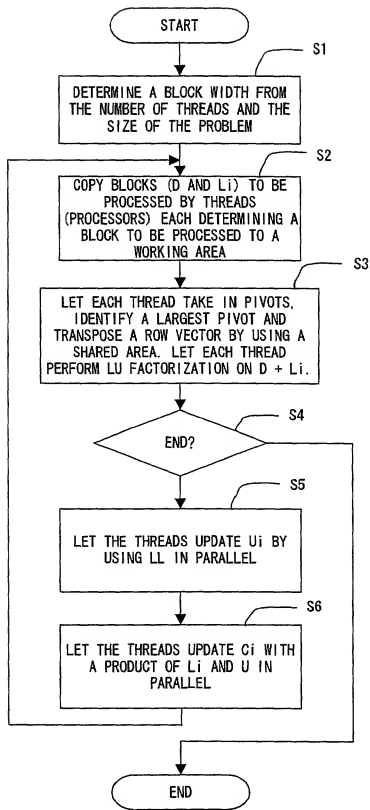 START
S1
DETERMINE A BLOCK WIDTH FROM
THE NUMBER OF THREADS AND THE
SIZE OF THE PROBLEM
S2
COPY BLOCKS (D AND Li) TO BE
PROCESSED BY THREADS
(PROCESSORS) EACH DETERMINING A
BLOCK TO BE PROCESSED TO A
WORKING AREA
S3
LET EACH THREAD TAKE IN PIVOTS,
IDENTIFY A LARGEST PIVOT AND
TRANSPOSE A ROW VECTOR BY USING A
SHARED AREA. LET EACH THREAD
PERFORM LU FACTORIZATION ON D + Li.
S4
END?
S5
LET THE THREADS UPDATE Ui BY
USING LL IN PARALLEL
S6
LET THE THREADS UPDATE Ci WITH
A PRODUCT OF Li AND U IN
PARALLEL
END